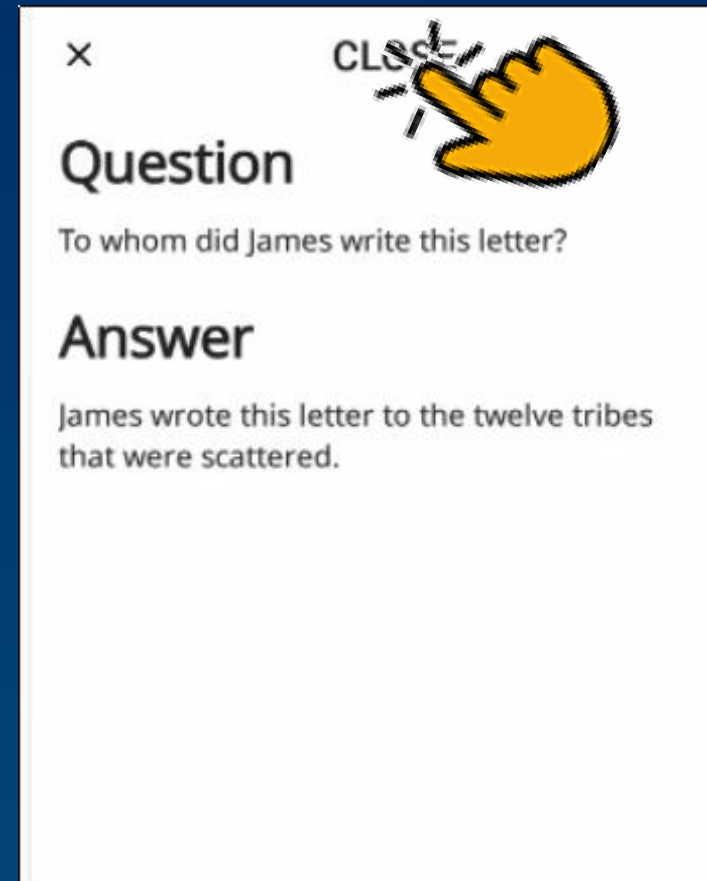 × CLOSE
Question
To whom did James write this letter?
Answer
James wrote this letter to the twelve tribes
that were scattered.